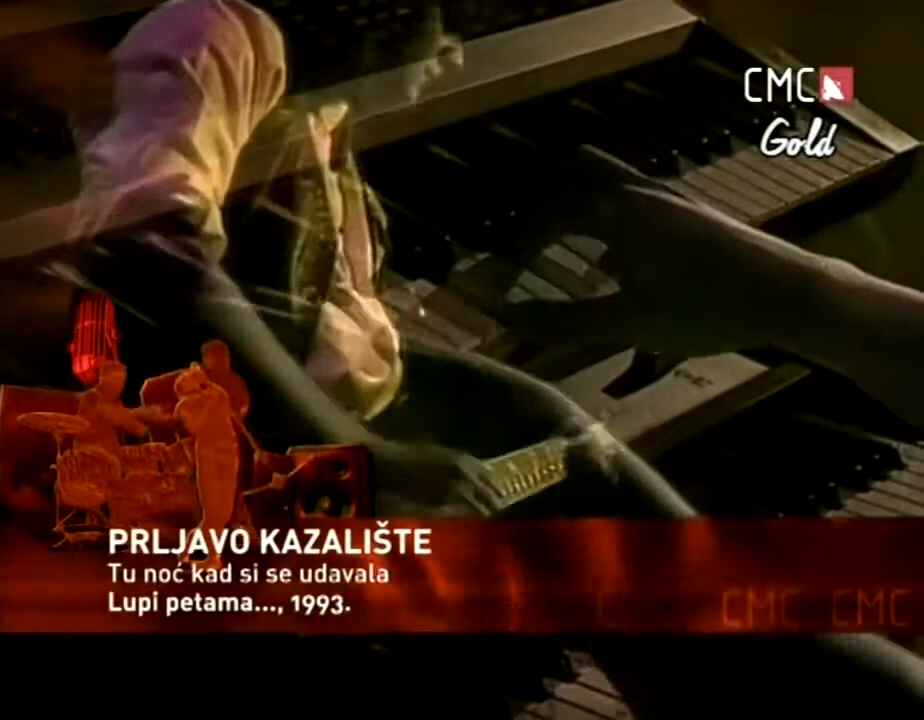 CMC
Gold
PRLJAVO KAZALIŠTE
Tu noć kad si se udavala
Lupi petama..., 1993.
CMC CMC